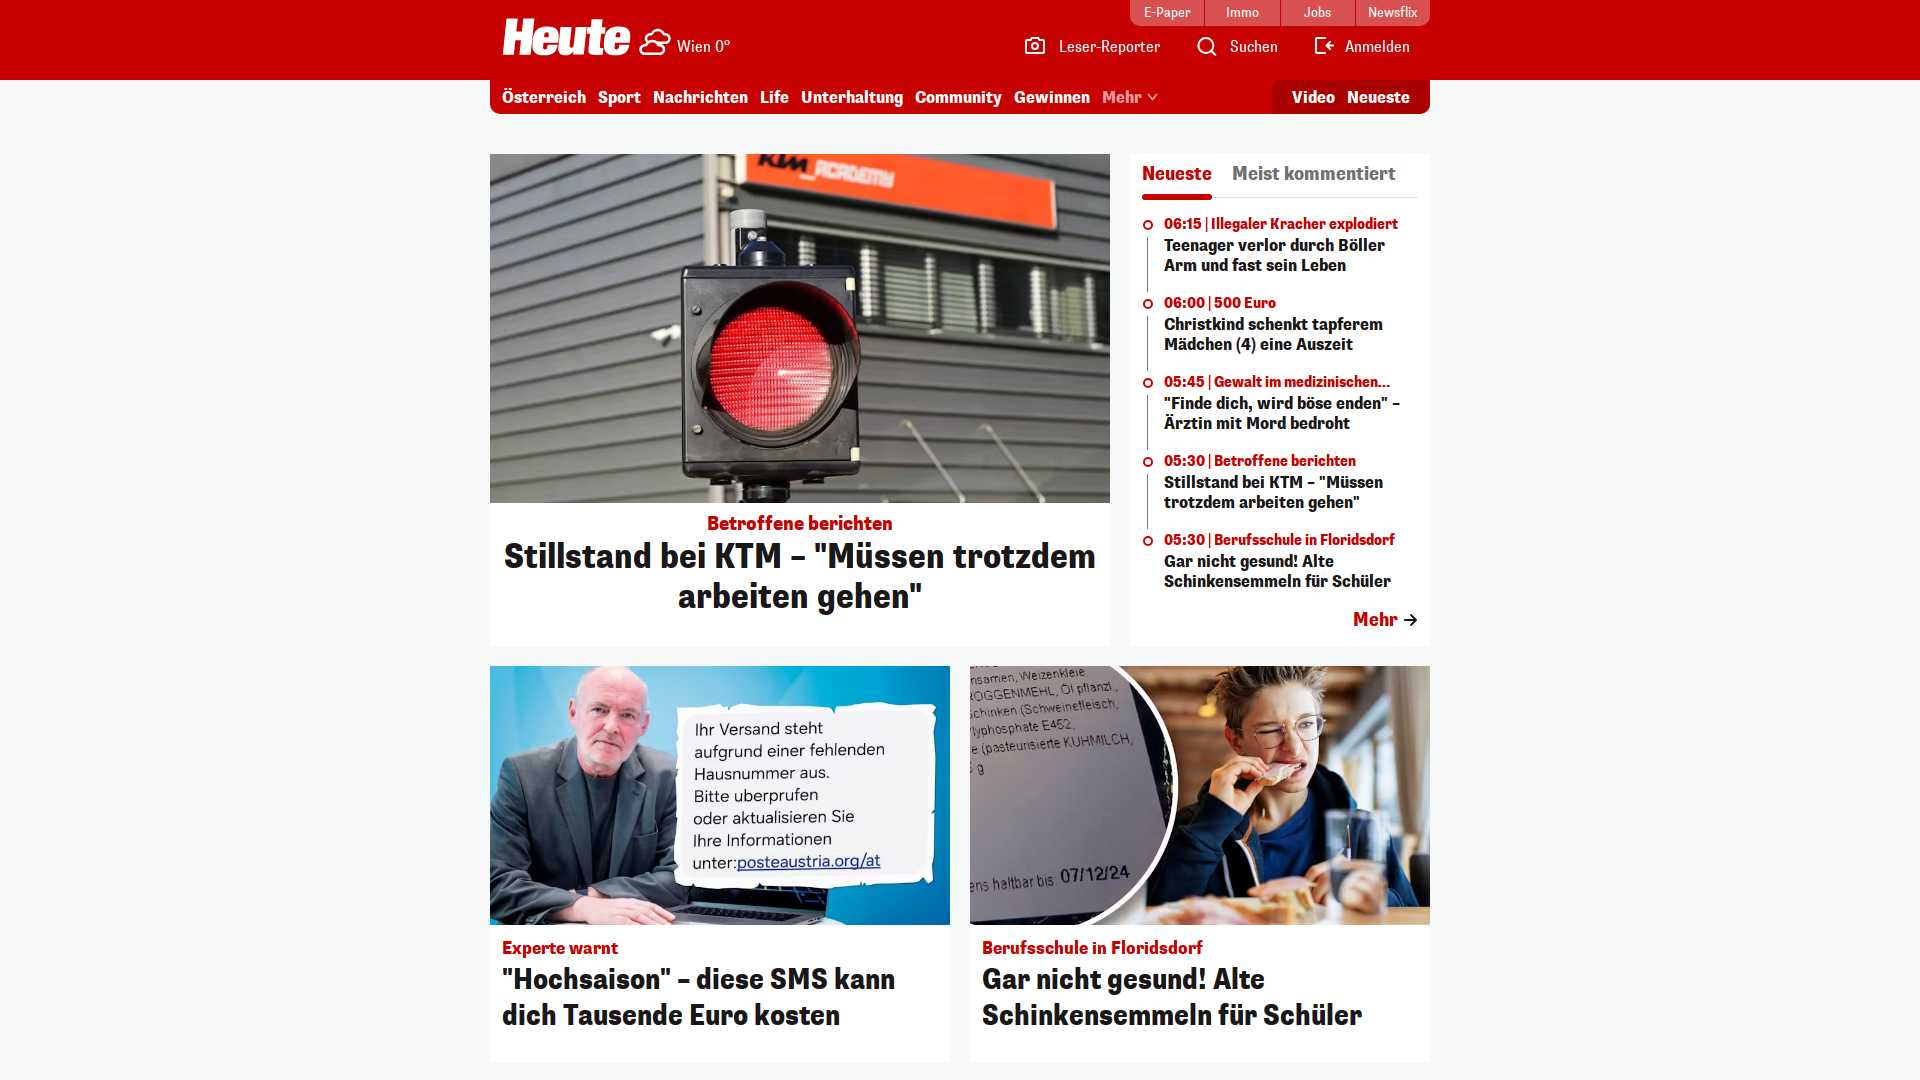 E-Paper
Immo
Jobs
Newsflix
Heute
Wien 0°
Leser-Reporter
Suchen
Anmelden
Österreich
Sport
Nachrichten
Life
Unterhaltung
Community
Gewinnen
Mehr
Video
Neueste
KTM_ACADEMY
Betroffene berichten
Stillstand bei KTM – "Müssen trotzdem
arbeiten gehen"
Neueste
Meist kommentiert
06:15 | Illegaler Kracher explodiert
Teenager verlor durch Böller
Arm und fast sein Leben
06:00 | 500 Euro
Christkind schenkt tapferem
Mädchen (4) eine Auszeit
05:45 | Gewalt im medizinischen...
"Finde dich, wird böse enden" –
Ärztin mit Mord bedroht
05:30 | Betroffene berichten
Stillstand bei KTM – "Müssen
trotzdem arbeiten gehen"
05:30 | Berufsschule in Floridsdorf
Gar nicht gesund! Alte
Schinkensemmeln für Schüler
Mehr
Ihr Versand steht
aufgrund einer fehlenden
Hausnummer aus.
Bitte uberprufen
oder aktualisieren Sie
Ihre Informationen
unter:posteaustria.org/at
Experte warnt
"Hochsaison" – diese SMS kann
dich Tausende Euro kosten
nsamen, Weizenkleie
ROGGENMEHL, Öl pflanzl.,
schinken (Schweinefleisch,
lyphosphate E452,
e (pasteurisierte KUHMILCH,
g
ens haltbar bis 07/12/24
Berufsschule in Floridsdorf
Gar nicht gesund! Alte
Schinkensemmeln für Schüler